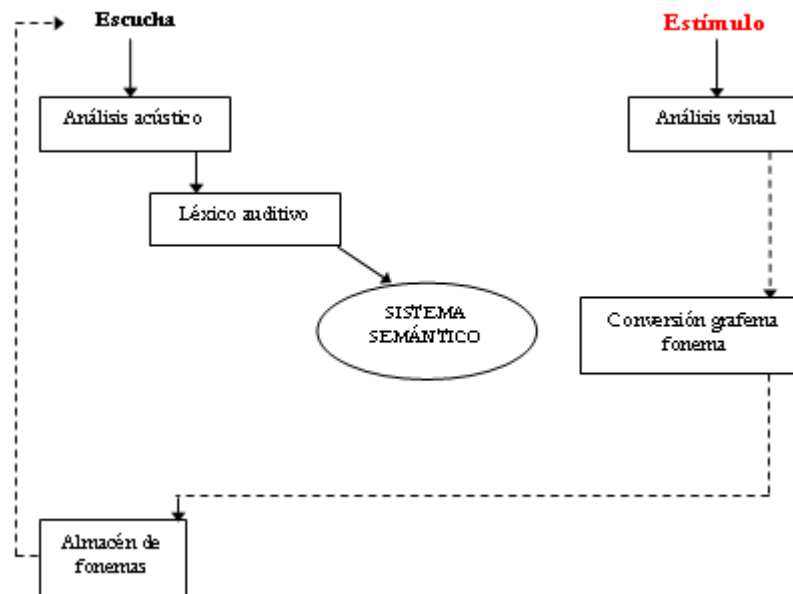 Escucha
Estímulo
Análisis acústico
Análisis visual
Léxico auditivo
SISTEMA
SEMÁNTICO
Conversión grafema
fonema
Almacén de
fonemas